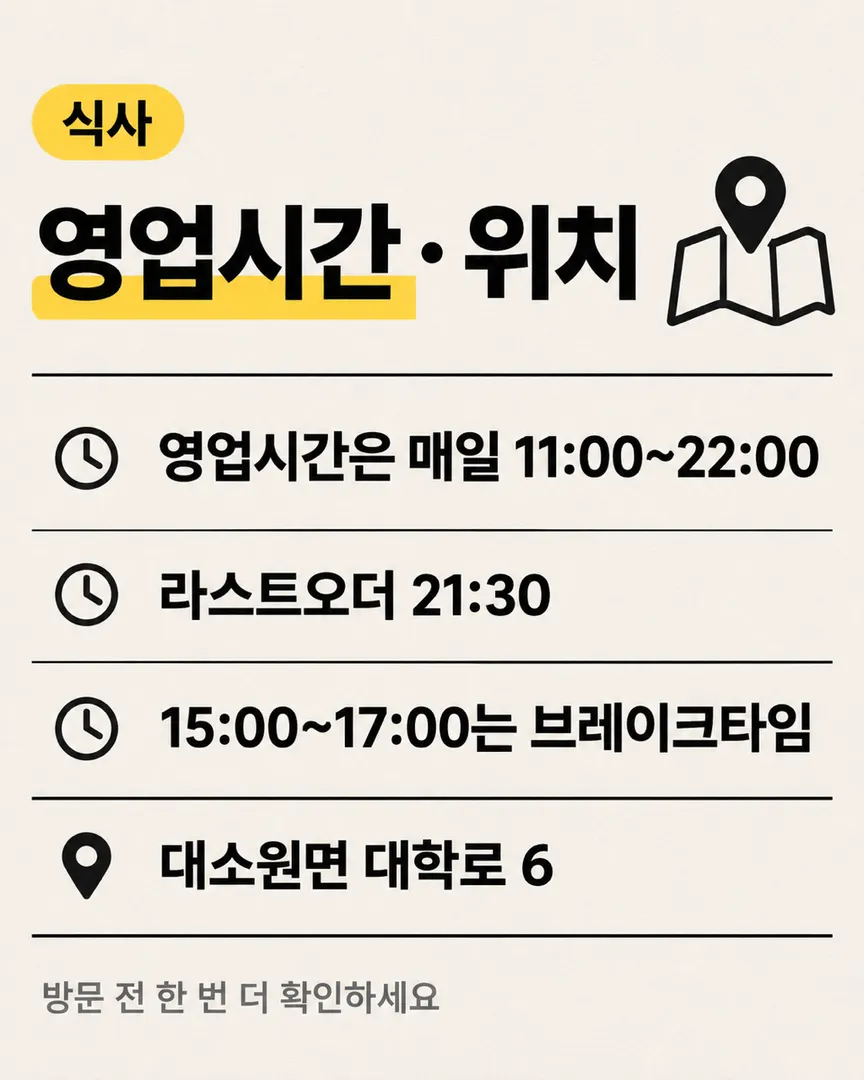 식사
영업시간·위치
영업시간은 매일 11:00~22:00
라스트오더 21:30
15:00~17:00는 브레이크타임
대소원면 대학로 6
방문 전 한 번 더 확인하세요